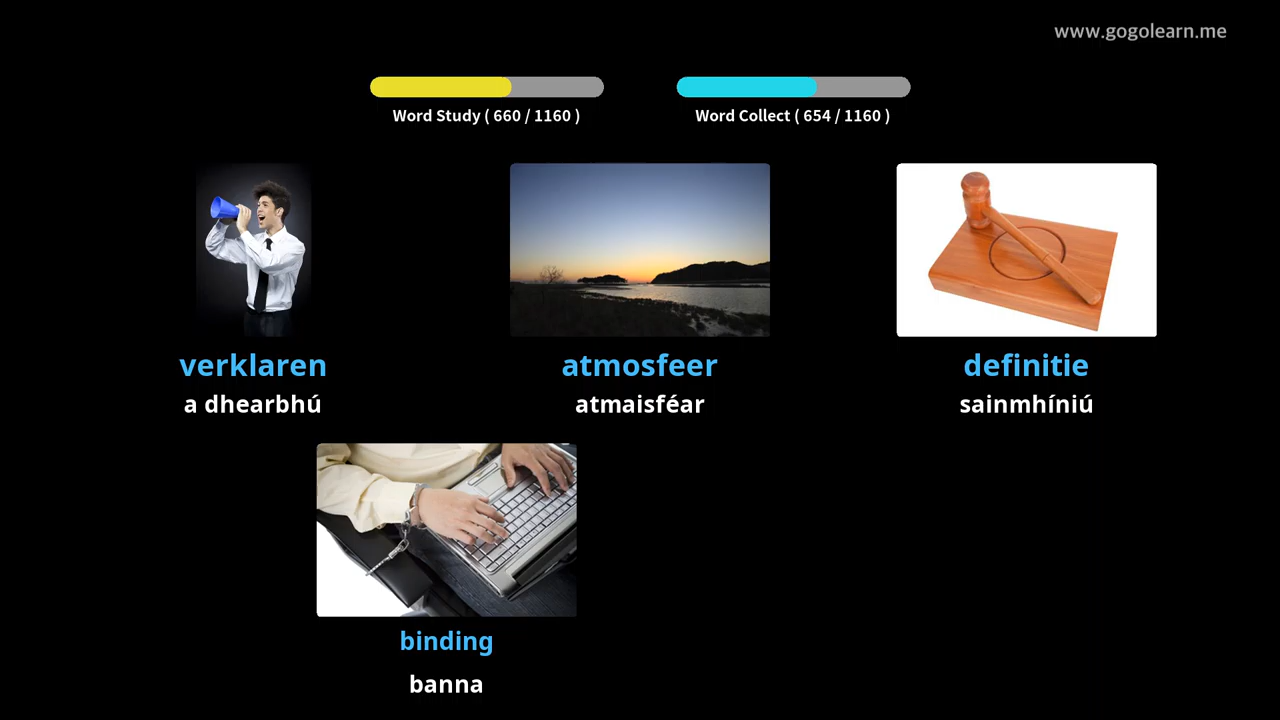 www.gogolearn.me
Word Study ( 660 / 1160 )
Word Collect ( 654 / 1160 )
verklaren
a dhearbhú
atmosfeer
atmaisféar
definitie
sainmhíniú
binding
banna